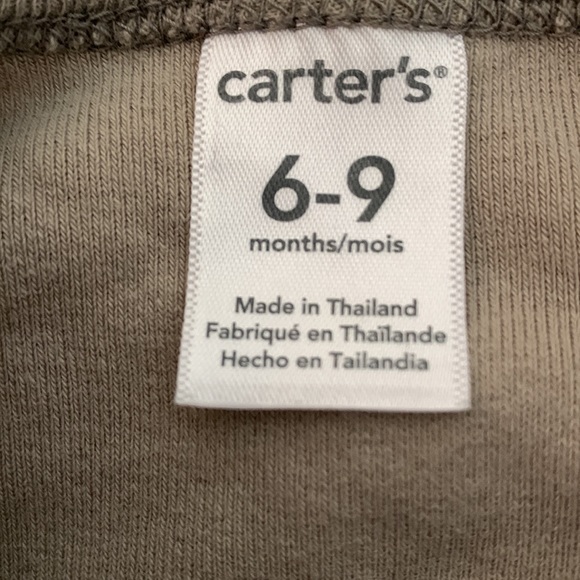 carter's®
6-9
months/mois
Made in Thailand
Fabriqué en Thaïlande
Hecho en Tailandia